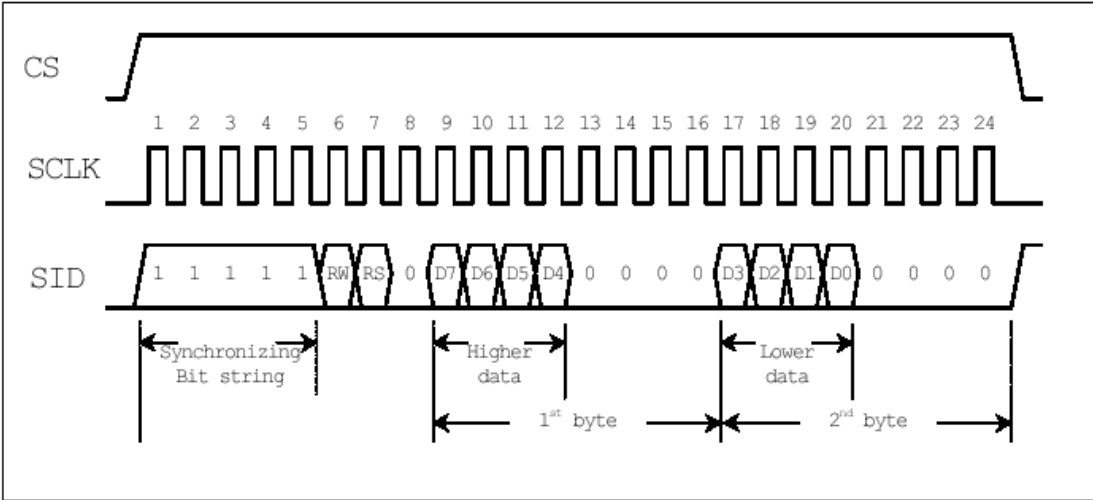 CS
1 2 3 4 5 6 7 8 9 10 11 12 13 14 15 16 17 18 19 20 21 22 23 24
SCLK
SID 1 1 1 1 1 RW RS 0 D7 D6 D5 D4 0 0 0 0 D3 D2 D1 D0 0 0 0 0
Synchronizing Higher Lower
Bit string data data
1st byte 2nd byte